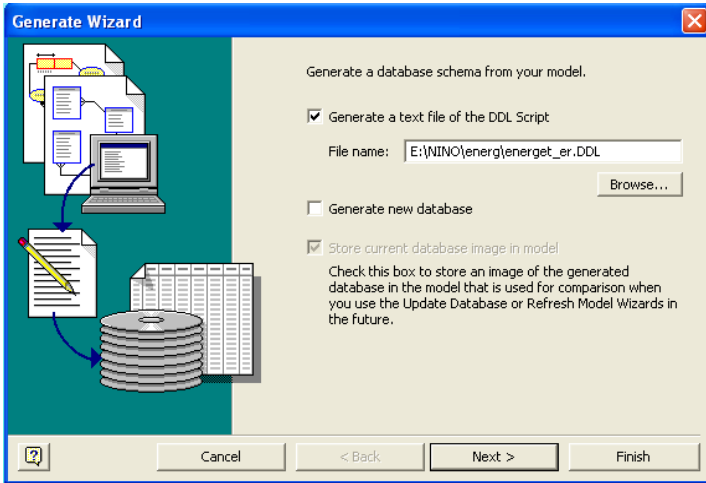 Generate Wizard
Generate a database schema from your model.
Generate a text file of the DDL Script
File name: E:\NINO\energ\energet_er.DDL
Browse...
Generate new database
Store current database image in model
Check this box to store an image of the generated
database in the model that is used for comparison when
you use the Update Database or Refresh Model Wizards in
the future.
Cancel < Back Next > Finish